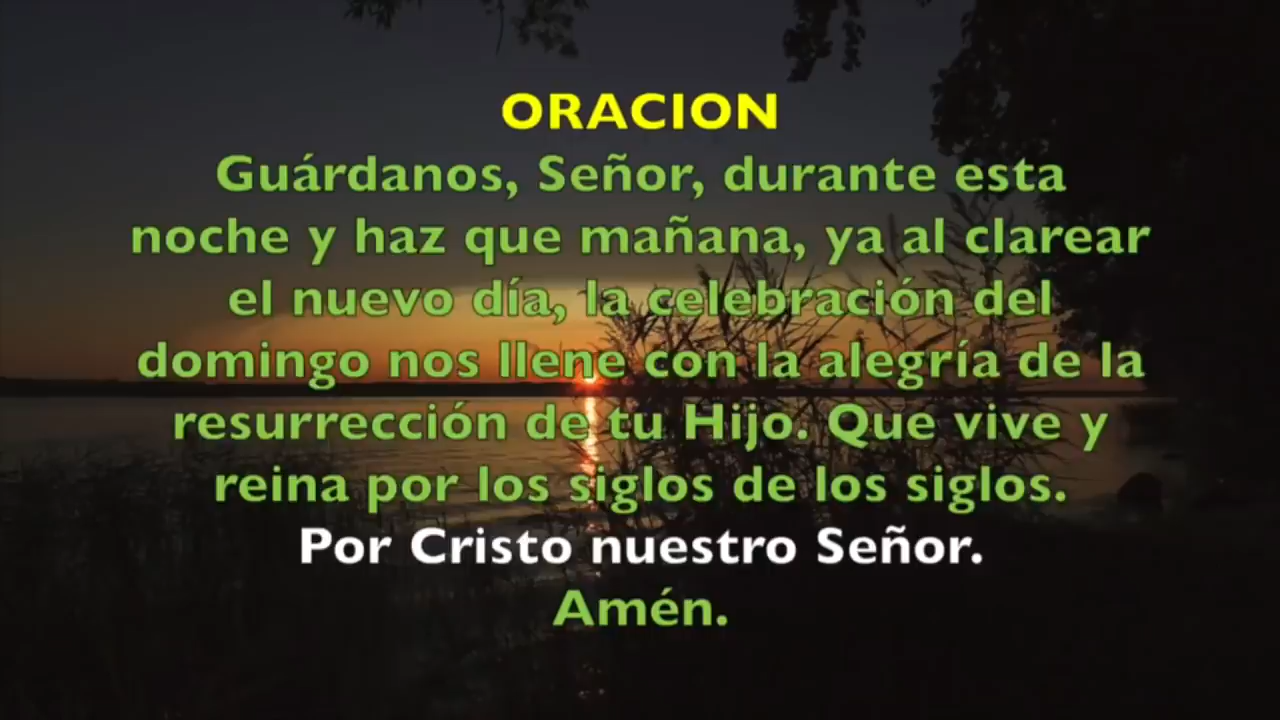 ORACION
Guárdanos, Señor, durante esta
noche y haz que mañana, ya al clarear
el nuevo día, la celebración del
domingo nos llene con la alegría de la
resurrección de tu Hijo. Que vive y
reina por los siglos de los siglos.
Por Cristo nuestro Señor.
Amén.